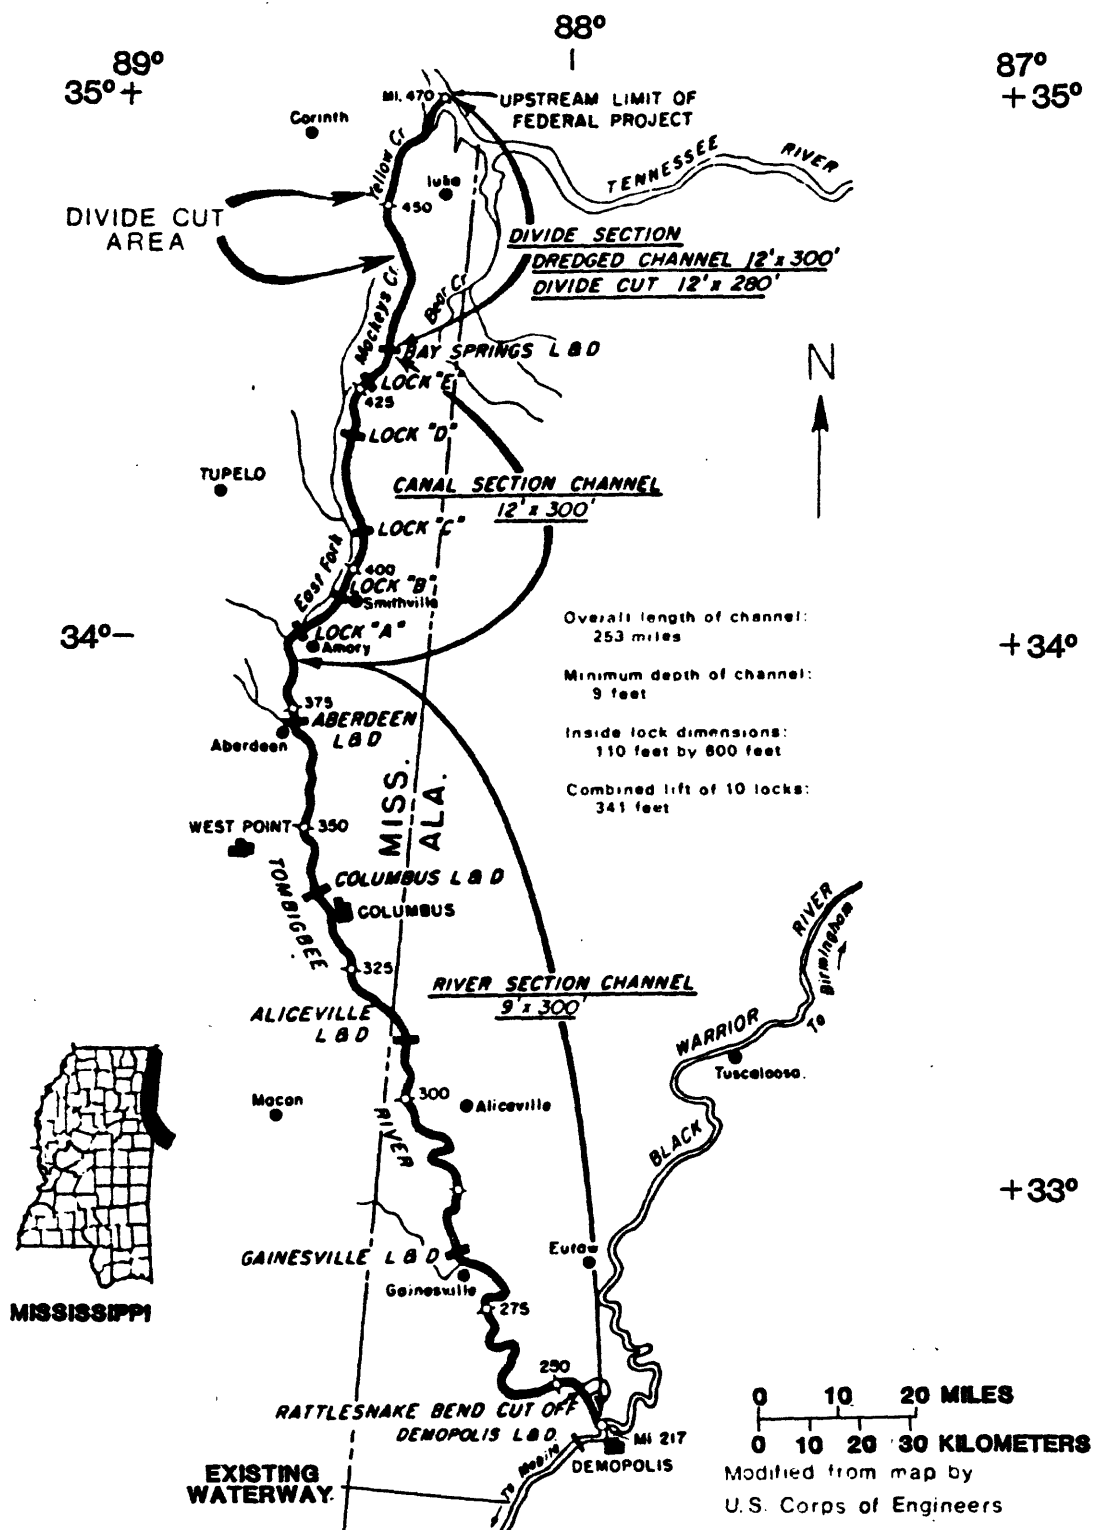 88°
89°
87°
35° +
+ 35°
MI. 470
UPSTREAM LIMIT OF
FEDERAL PROJECT
Corinth
Yellow Cr
Iuka
TENNESSEE RIVER
450
DIVIDE CUT
AREA
DIVIDE SECTION
DREDGED CHANNEL 12' x 300'
DIVIDE CUT 12' x 280'
Mackeys Cr.
Bear Cr
BAY SPRINGS L & D
N
LOCK "E"
425
LOCK "D"
TUPELO
CANAL SECTION CHANNEL
12' x 300'
LOCK "C"
East Fork
400
LOCK "B"
Smithville
Overall length of channel:
253 miles
34° –
LOCK "A"
Amory
+ 34°
Minimum depth of channel:
9 feet
375
ABERDEEN
L & D
Aberdeen
Inside lock dimensions:
110 feet by 600 feet
Combined lift of 10 locks:
341 feet
MISS.
ALA.
WEST POINT
350
COLUMBUS L & D
COLUMBUS
TOMBIGBEE
RIVER
325
RIVER SECTION CHANNEL
9' x 300'
ALICEVILLE
L & D
BLACK WARRIOR RIVER
To Birmingham
Tuscaloosa
300
Macon
Aliceville
+ 33°
GAINESVILLE L & D
Eutaw
Gainesville
275
MISSISSIPPI
250
RATTLESNAKE BEND CUT OFF
DEMOPOLIS L & D.
Mi 217
DEMOPOLIS
To Mobile
EXISTING
WATERWAY
0 10 20 MILES
0 10 20 30 KILOMETERS
Modified from map by
U.S. Corps of Engineers